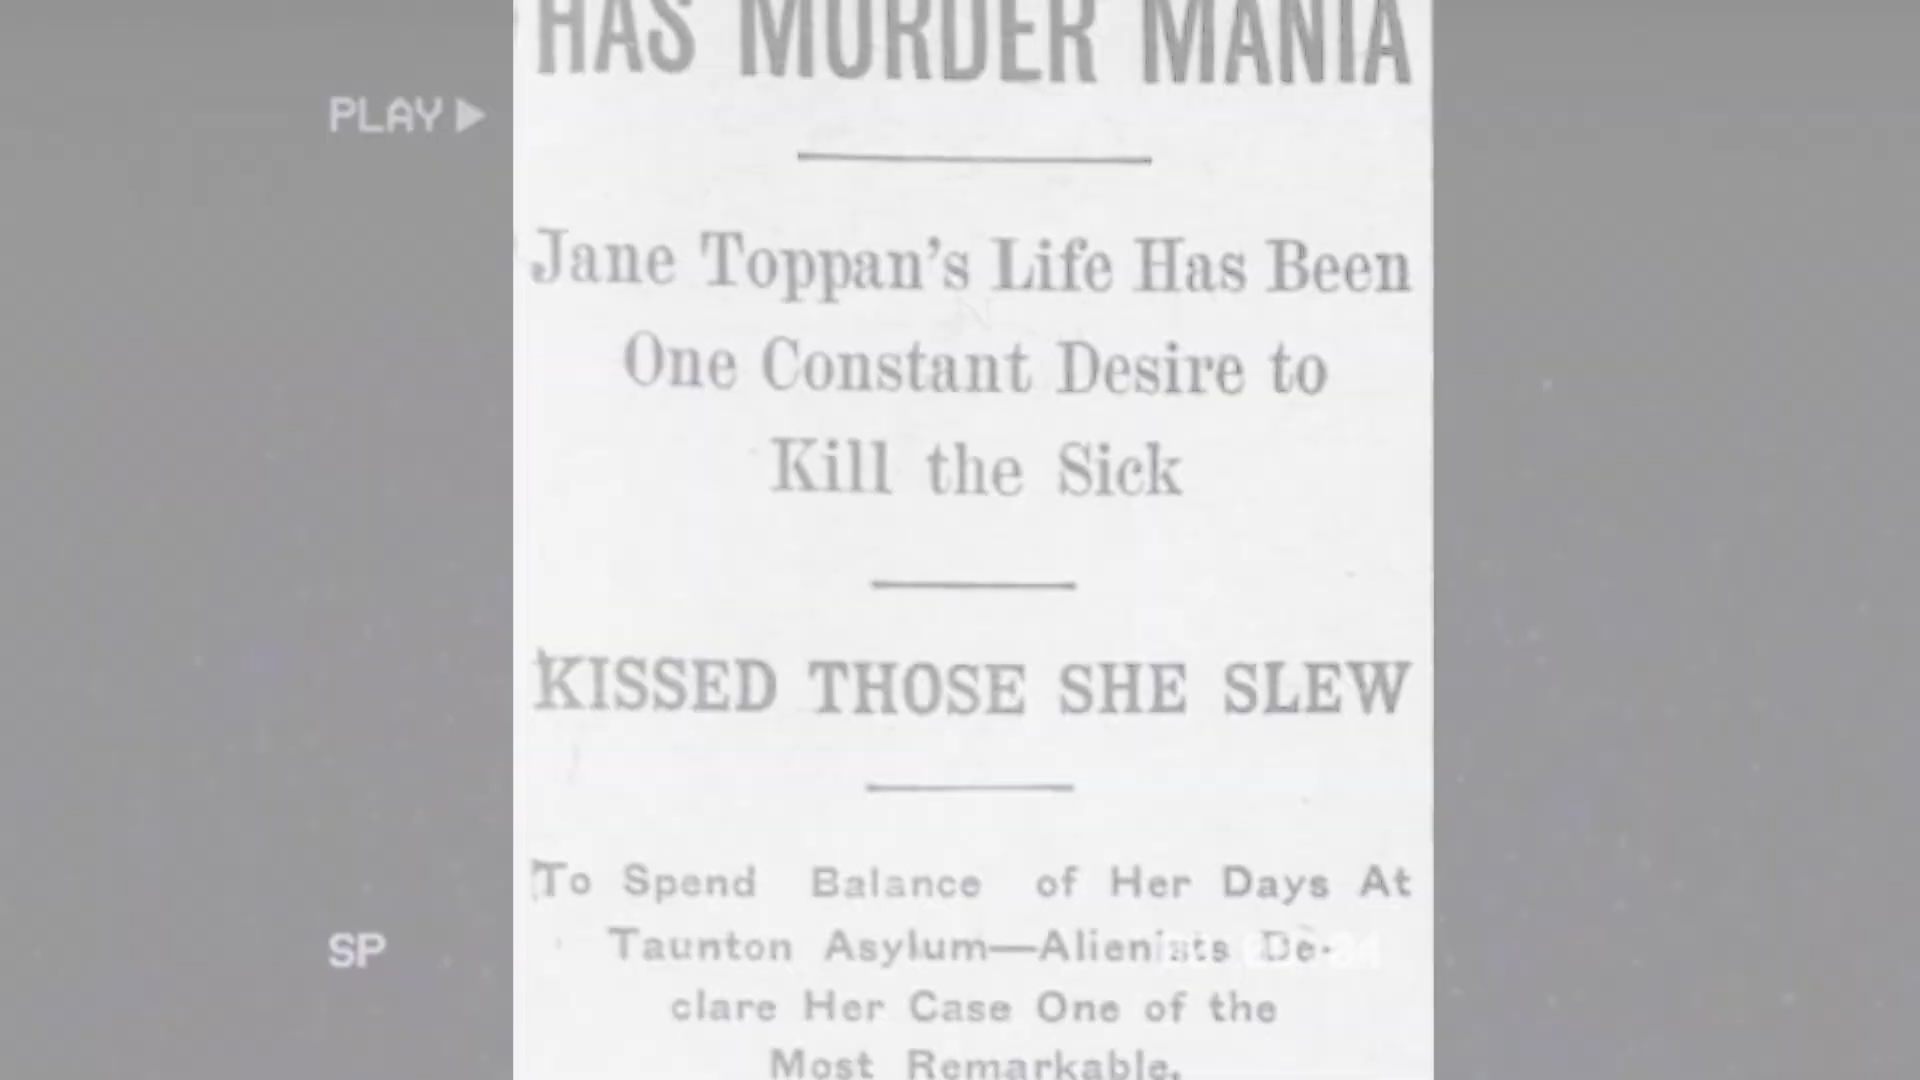 HAS MURDER MANIA
PLAY
Jane Toppan's Life Has Been
One Constant Desire to
Kill the Sick
KISSED THOSE SHE SLEW
To Spend Balance of Her Days At
Taunton Asylum—Alienists De-
clare Her Case One of the
Most Remarkable.
SP